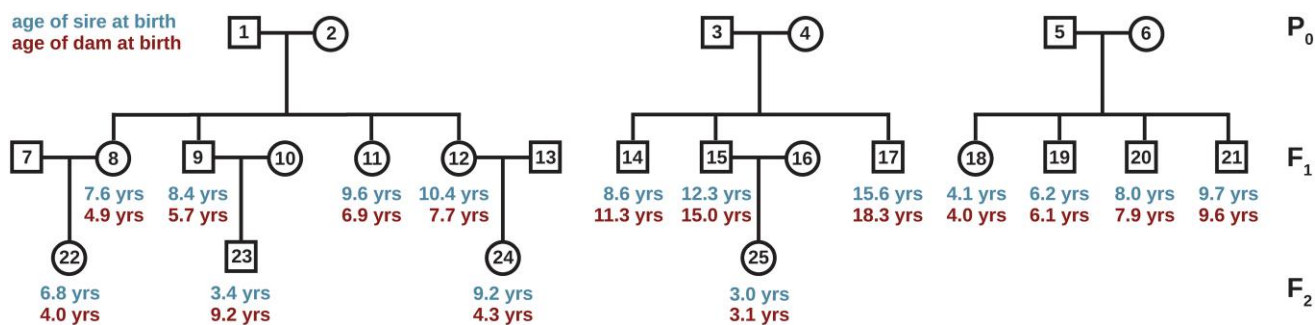 age of sire at birth
age of dam at birth
1 2 3 4 5 6 P0
7 8 9 10 11 12 13 14 15 16 17 18 19 20 21 F1
7.6 yrs 8.4 yrs 9.6 yrs 10.4 yrs 8.6 yrs 12.3 yrs 15.6 yrs 4.1 yrs 6.2 yrs 8.0 yrs 9.7 yrs
4.9 yrs 5.7 yrs 6.9 yrs 7.7 yrs 11.3 yrs 15.0 yrs 18.3 yrs 4.0 yrs 6.1 yrs 7.9 yrs 9.6 yrs
22 23 24 25 F2
6.8 yrs 3.4 yrs 9.2 yrs 3.0 yrs
4.0 yrs 9.2 yrs 4.3 yrs 3.1 yrs